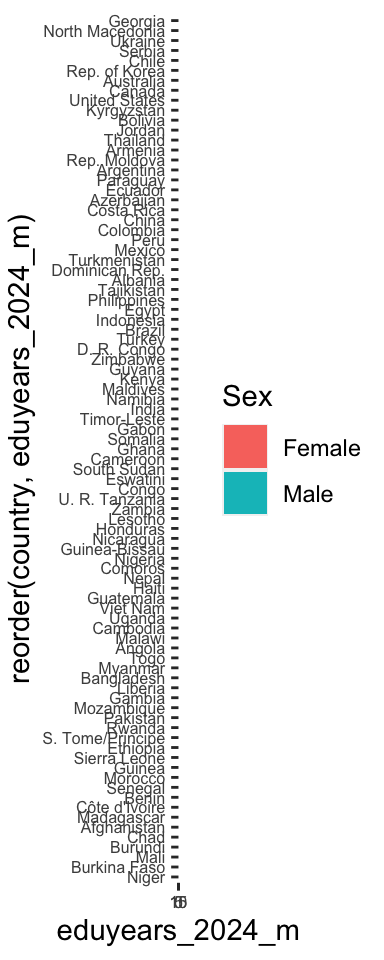 Georgia
North Macedonia
Ukraine
Serbia
Chile
Rep. of Korea
Australia
Canada
United States
Kyrgyzstan
Bolivia
Jordan
Thailand
Armenia
Rep. Moldova
Argentina
Paraguay
Ecuador
Azerbaijan
Costa Rica
China
Colombia
Peru
Mexico
Turkmenistan
Dominican Rep.
Albania
Tajikistan
Philippines
Egypt
Indonesia
Brazil
Turkey
D. R. Congo
Zimbabwe
Guyana
Kenya
Maldives
Namibia
India
Timor-Leste
Gabon
Somalia
Ghana
Cameroon
South Sudan
Eswatini
Congo
U. R. Tanzania
Zambia
Lesotho
Honduras
Nicaragua
Guinea-Bissau
Nigeria
Comoros
Nepal
Haiti
Guatemala
Viet Nam
Uganda
Cambodia
Malawi
Angola
Togo
Myanmar
Bangladesh
Liberia
Gambia
Mozambique
Pakistan
Rwanda
S. Tome/Principe
Ethiopia
Sierra Leone
Guinea
Morocco
Senegal
Benin
Côte d'Ivoire
Madagascar
Afghanistan
Chad
Burundi
Mali
Burkina Faso
Niger
reorder(country, eduyears_2024_m)
eduyears_2024_m
Sex
Female
Male